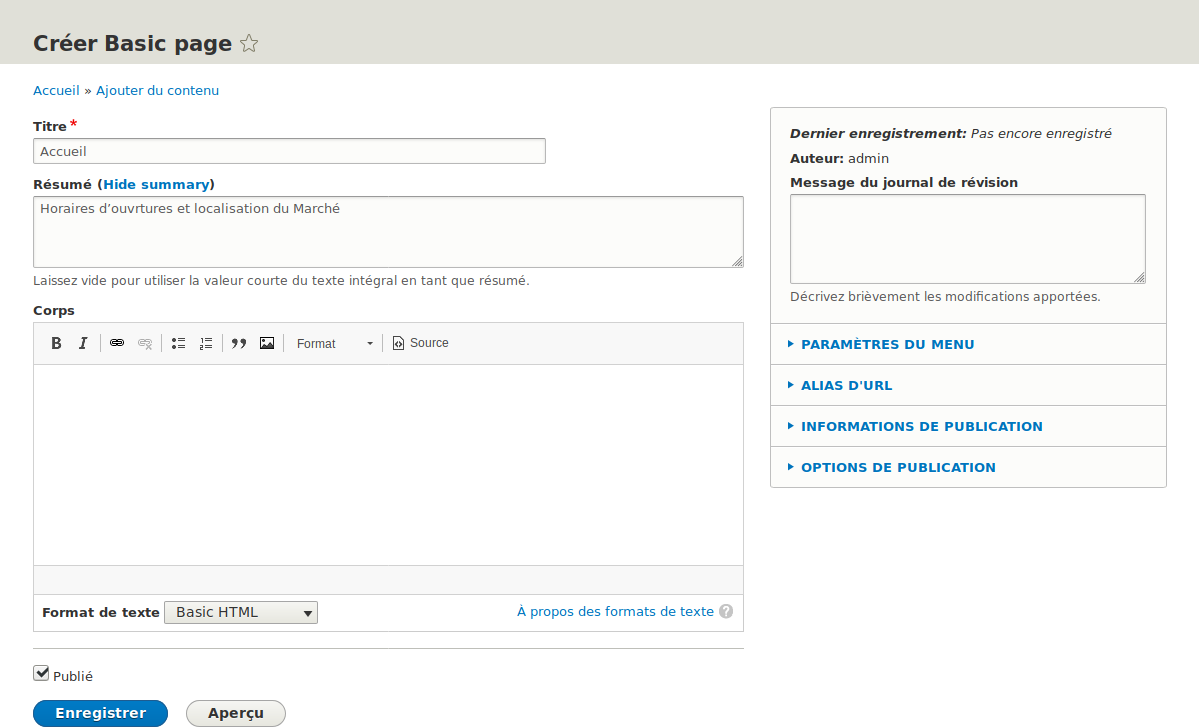 Créer Basic page
Accueil » Ajouter du contenu
Titre*
Accueil
Résumé (Hide summary)
Horaires d’ouvrtures et localisation du Marché
Laissez vide pour utiliser la valeur courte du texte intégral en tant que résumé.
Corps
B I Format Source
Format de texte Basic HTML À propos des formats de texte ?
Publié
Enregistrer Aperçu
Dernier enregistrement: Pas encore enregistré
Auteur: admin
Message du journal de révision
Décrivez brièvement les modifications apportées.
PARAMÈTRES DU MENU
ALIAS D'URL
INFORMATIONS DE PUBLICATION
OPTIONS DE PUBLICATION